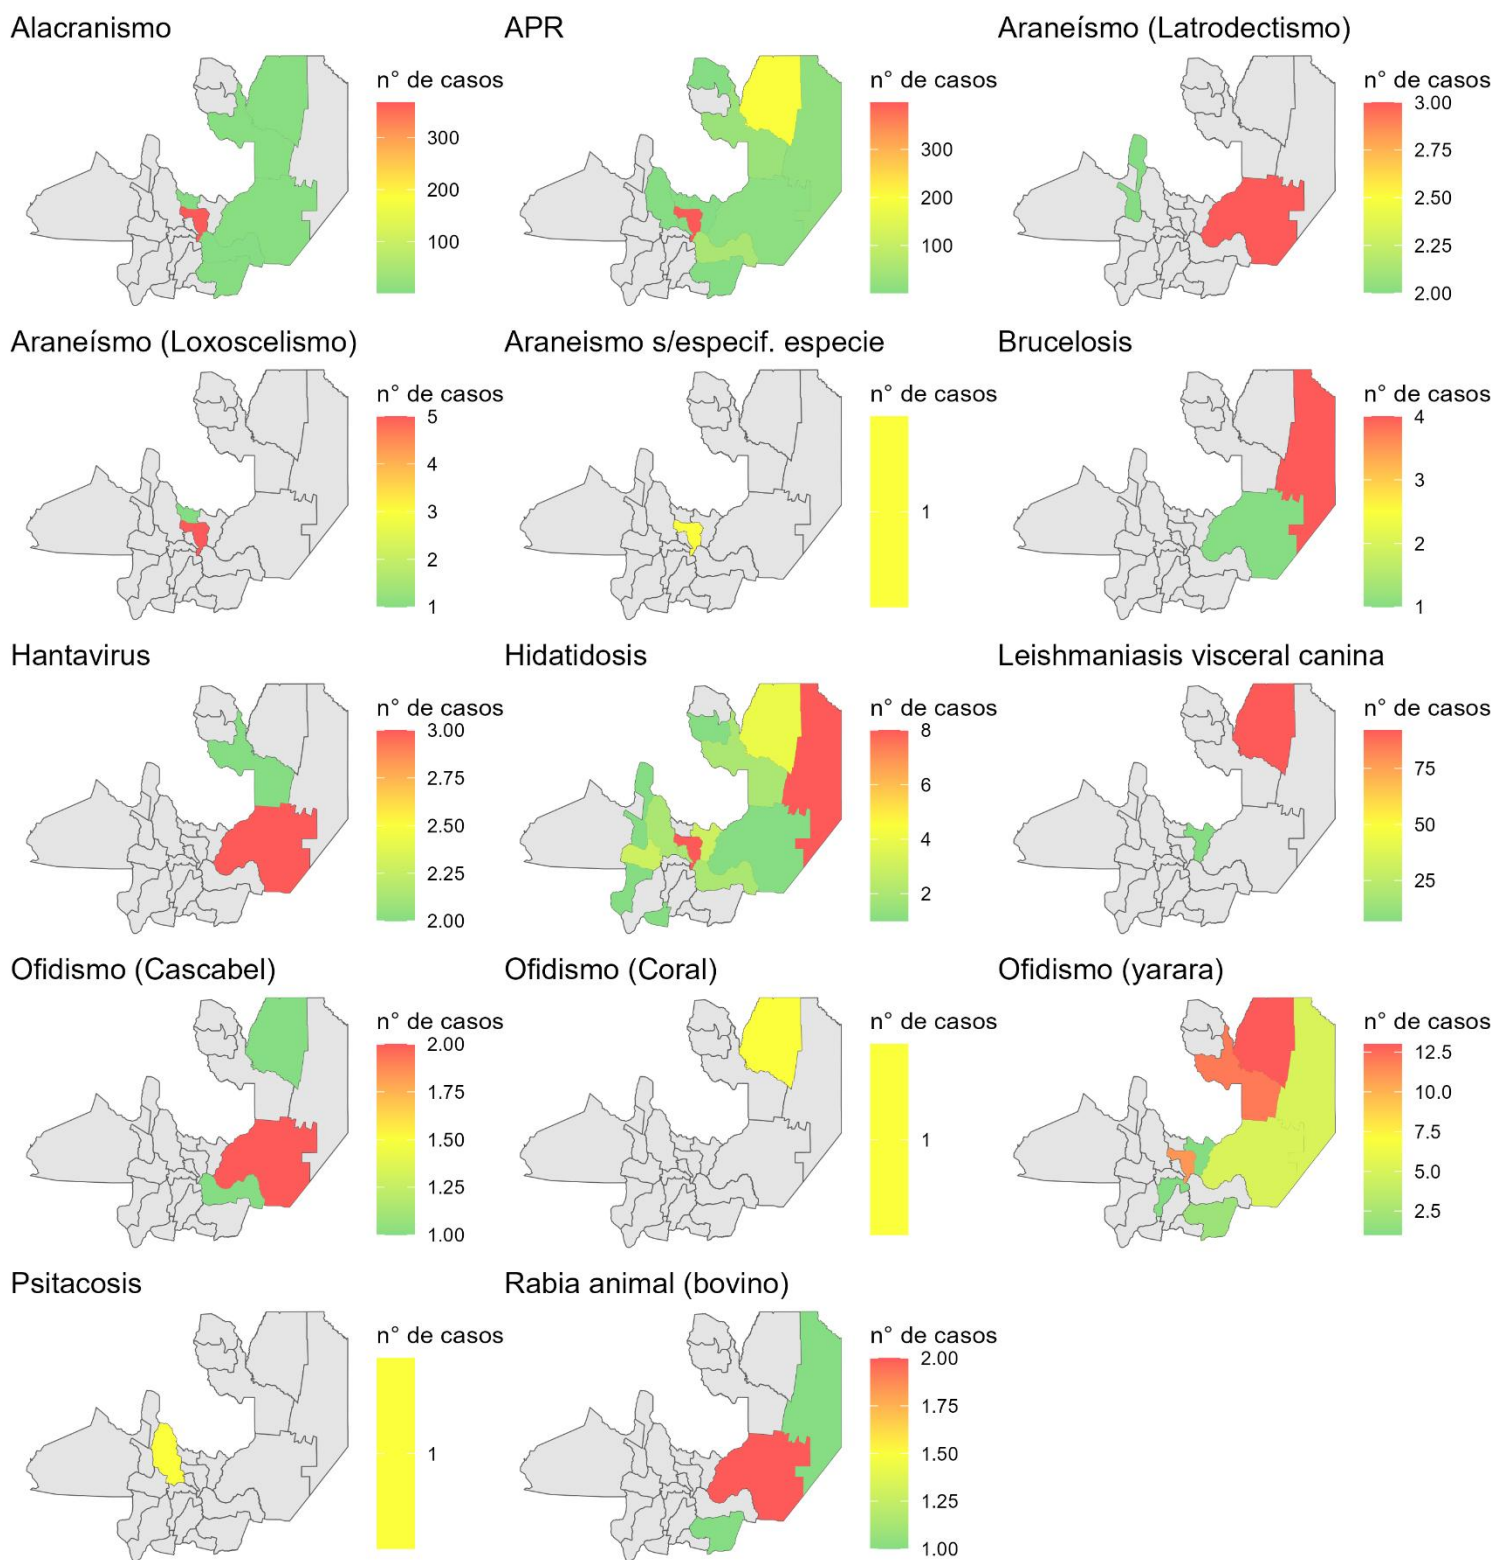 Alacranismo
n° de casos
300
200
100
APR
n° de casos
300
200
100
Araneísmo (Latrodectismo)
n° de casos
3.00
2.75
2.50
2.25
2.00
Araneísmo (Loxoscelismo)
n° de casos
5
4
3
2
1
Araneismo s/especif. especie
n° de casos
1
Brucelosis
n° de casos
4
3
2
1
Hantavirus
n° de casos
3.00
2.75
2.50
2.25
2.00
Hidatidosis
n° de casos
8
6
4
2
Leishmaniasis visceral canina
n° de casos
75
50
25
Ofidismo (Cascabel)
n° de casos
2.00
1.75
1.50
1.25
1.00
Ofidismo (Coral)
n° de casos
1
Ofidismo (yarara)
n° de casos
12.5
10.0
7.5
5.0
2.5
Psitacosis
n° de casos
1
Rabia animal (bovino)
n° de casos
2.00
1.75
1.50
1.25
1.00